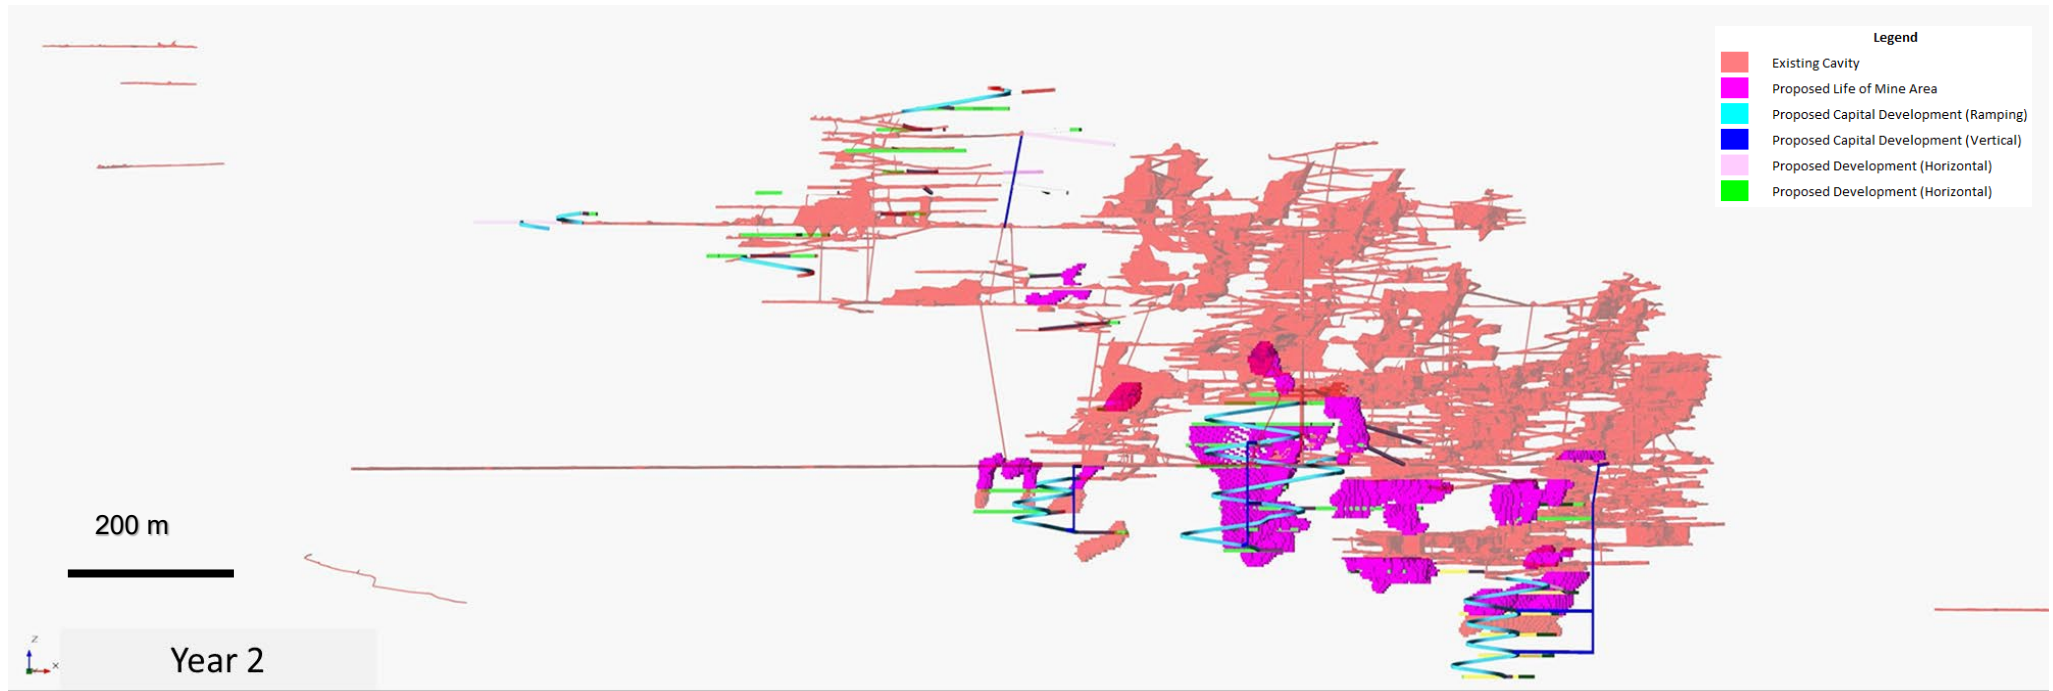 Legend
Existing Cavity
Proposed Life of Mine Area
Proposed Capital Development (Ramping)
Proposed Capital Development (Vertical)
Proposed Development (Horizontal)
Proposed Development (Horizontal)
200 m
Year 2
Z
X